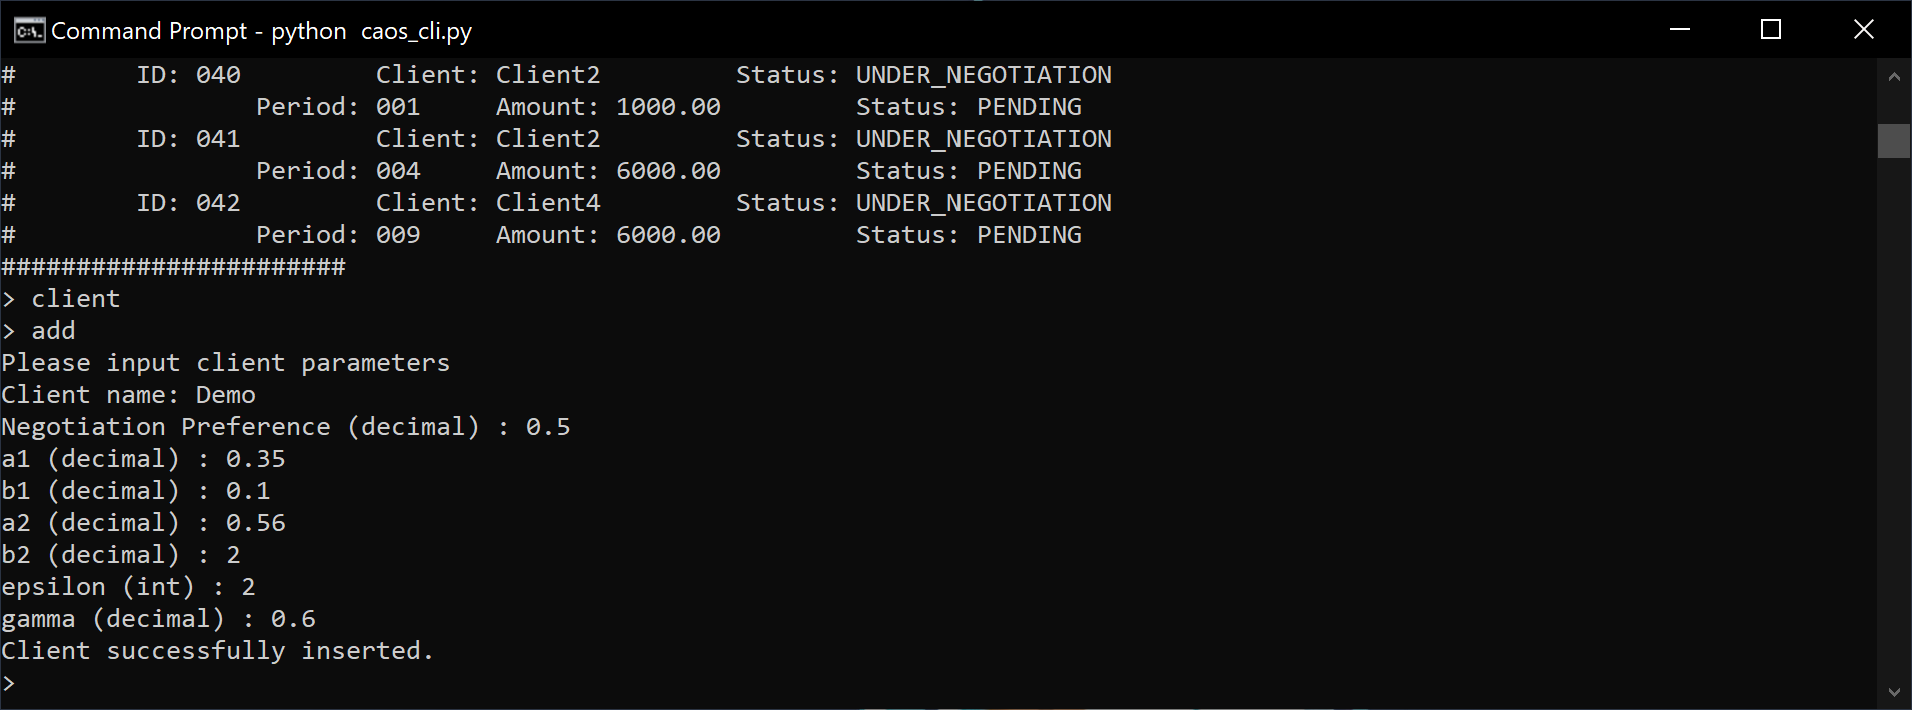 Command Prompt - python  caos_cli.py
#        ID: 040         Client: Client2         Status: UNDER_NEGOTIATION
#                Period: 001     Amount: 1000.00         Status: PENDING
#        ID: 041         Client: Client2         Status: UNDER_NEGOTIATION
#                Period: 004     Amount: 6000.00         Status: PENDING
#        ID: 042         Client: Client4         Status: UNDER_NEGOTIATION
#                Period: 009     Amount: 6000.00         Status: PENDING
#######################
> client
> add
Please input client parameters
Client name: Demo
Negotiation Preference (decimal) : 0.5
a1 (decimal) : 0.35
b1 (decimal) : 0.1
a2 (decimal) : 0.56
b2 (decimal) : 2
epsilon (int) : 2
gamma (decimal) : 0.6
Client successfully inserted.
>